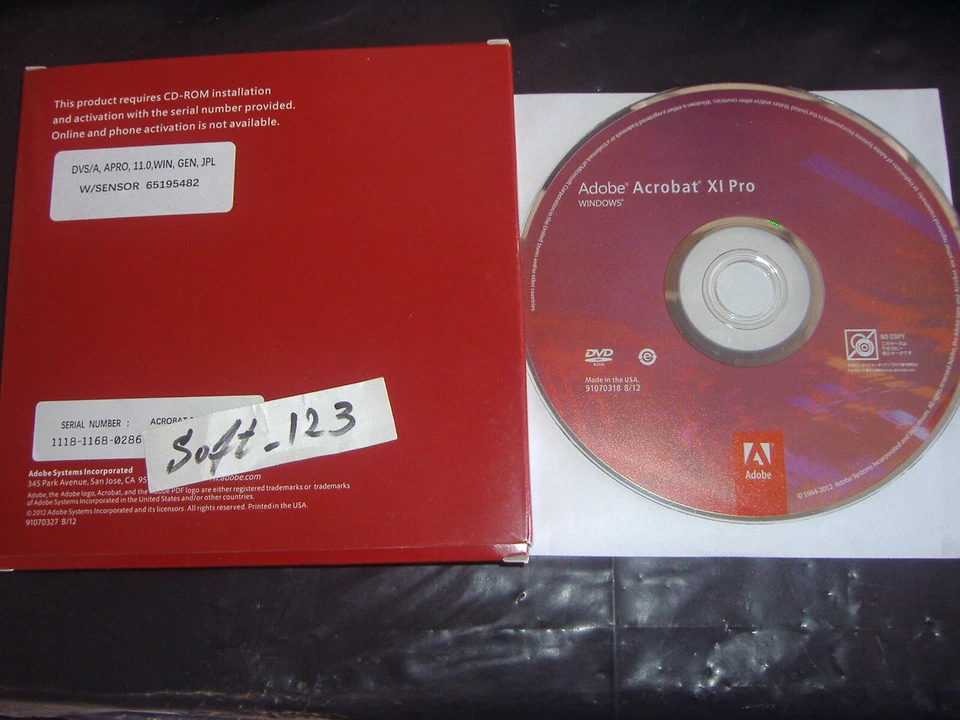 This product requires CD-ROM installation
and activation with the serial number provided.
Online and phone activation is not available.
DVS/A, APRO, 11.0,WIN, GEN, JPL
W/SENSOR 65195482
SERIAL NUMBER :
1118-1168-0286
Soft-123
Adobe Systems Incorporated
345 Park Avenue, San Jose, CA
.adobe.com
Adobe, the Adobe logo, Acrobat, and the Adobe PDF logo are either registered trademarks or trademarks
of Adobe Systems Incorporated in the United States and/or other countries.
© 2012 Adobe Systems Incorporated and its licensors. All rights reserved. Printed in the USA.
91070327 8/12
Adobe® Acrobat® XI Pro
WINDOWS®
DVD
ROM
NO COPY
Made in the USA.
91070318 8/12
Adobe